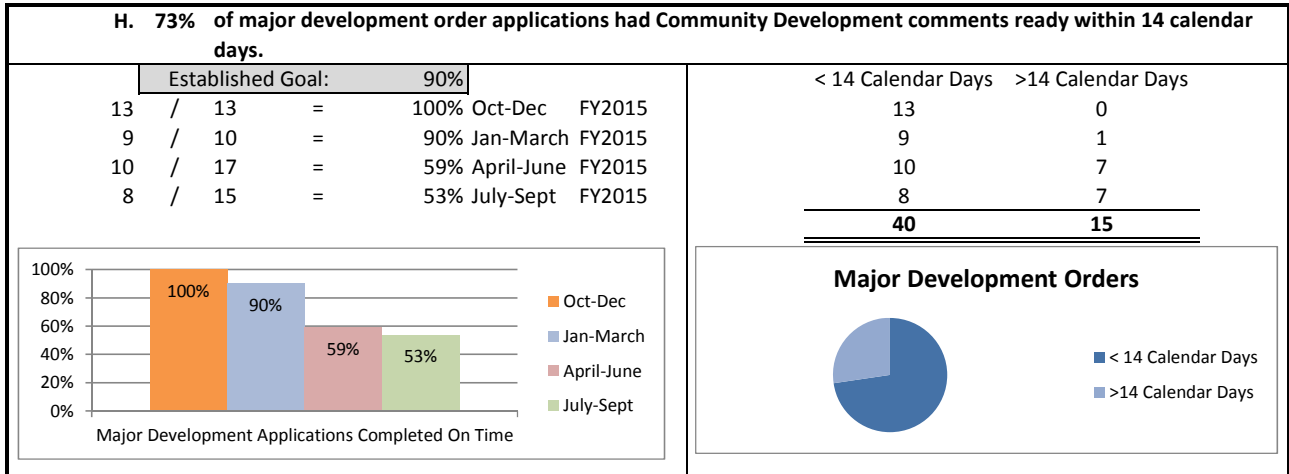 H. 73% of major development order applications had Community Development comments ready within 14 calendar
days.
Established Goal: 90%
13 / 13 = 100% Oct-Dec FY2015
9 / 10 = 90% Jan-March FY2015
10 / 17 = 59% April-June FY2015
8 / 15 = 53% July-Sept FY2015
< 14 Calendar Days >14 Calendar Days
13 0
9 1
10 7
8 7
40 15
100%
80%
60%
40%
20%
0%
100%
90%
59%
53%
Oct-Dec
Jan-March
April-June
July-Sept
Major Development Applications Completed On Time
Major Development Orders
< 14 Calendar Days
>14 Calendar Days